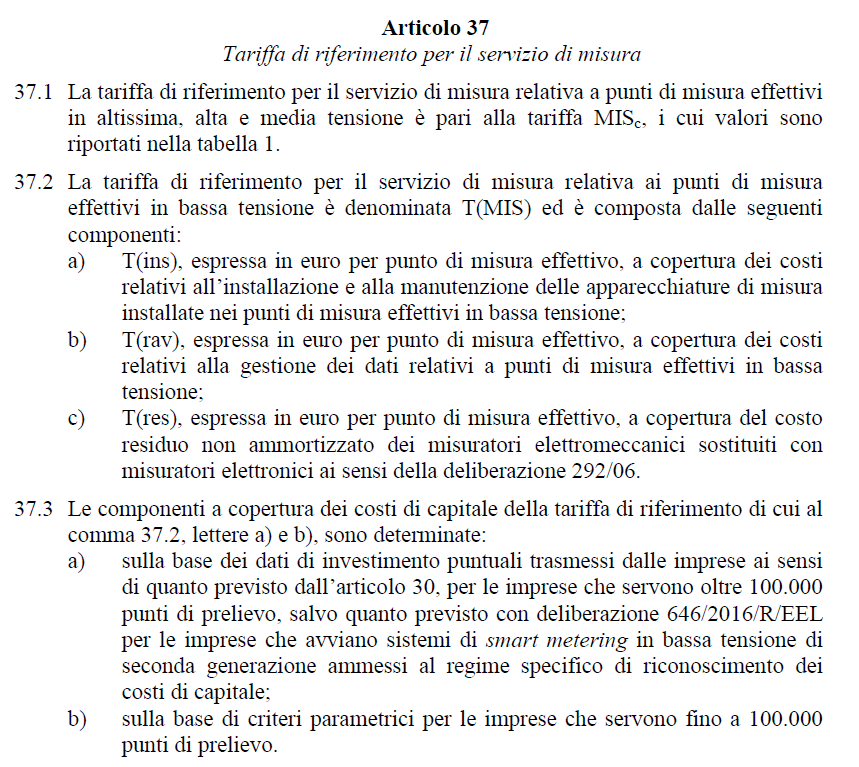 Articolo 37
Tariffa di riferimento per il servizio di misura
37.1 La tariffa di riferimento per il servizio di misura relativa a punti di misura effettivi
in altissima, alta e media tensione è pari alla tariffa MISc, i cui valori sono
riportati nella tabella 1.
37.2 La tariffa di riferimento per il servizio di misura relativa ai punti di misura
effettivi in bassa tensione è denominata T(MIS) ed è composta dalle seguenti
componenti:
a) T(ins), espressa in euro per punto di misura effettivo, a copertura dei costi
relativi all’installazione e alla manutenzione delle apparecchiature di misura
installate nei punti di misura effettivi in bassa tensione;
b) T(rav), espressa in euro per punto di misura effettivo, a copertura dei costi
relativi alla gestione dei dati relativi a punti di misura effettivi in bassa
tensione;
c) T(res), espressa in euro per punto di misura effettivo, a copertura del costo
residuo non ammortizzato dei misuratori elettromeccanici sostituiti con
misuratori elettronici ai sensi della deliberazione 292/06.
37.3 Le componenti a copertura dei costi di capitale della tariffa di riferimento di cui al
comma 37.2, lettere a) e b), sono determinate:
a) sulla base dei dati di investimento puntuali trasmessi dalle imprese ai sensi
di quanto previsto dall’articolo 30, per le imprese che servono oltre 100.000
punti di prelievo, salvo quanto previsto con deliberazione 646/2016/R/EEL
per le imprese che avviano sistemi di smart metering in bassa tensione di
seconda generazione ammessi al regime specifico di riconoscimento dei
costi di capitale;
b) sulla base di criteri parametrici per le imprese che servono fino a 100.000
punti di prelievo.